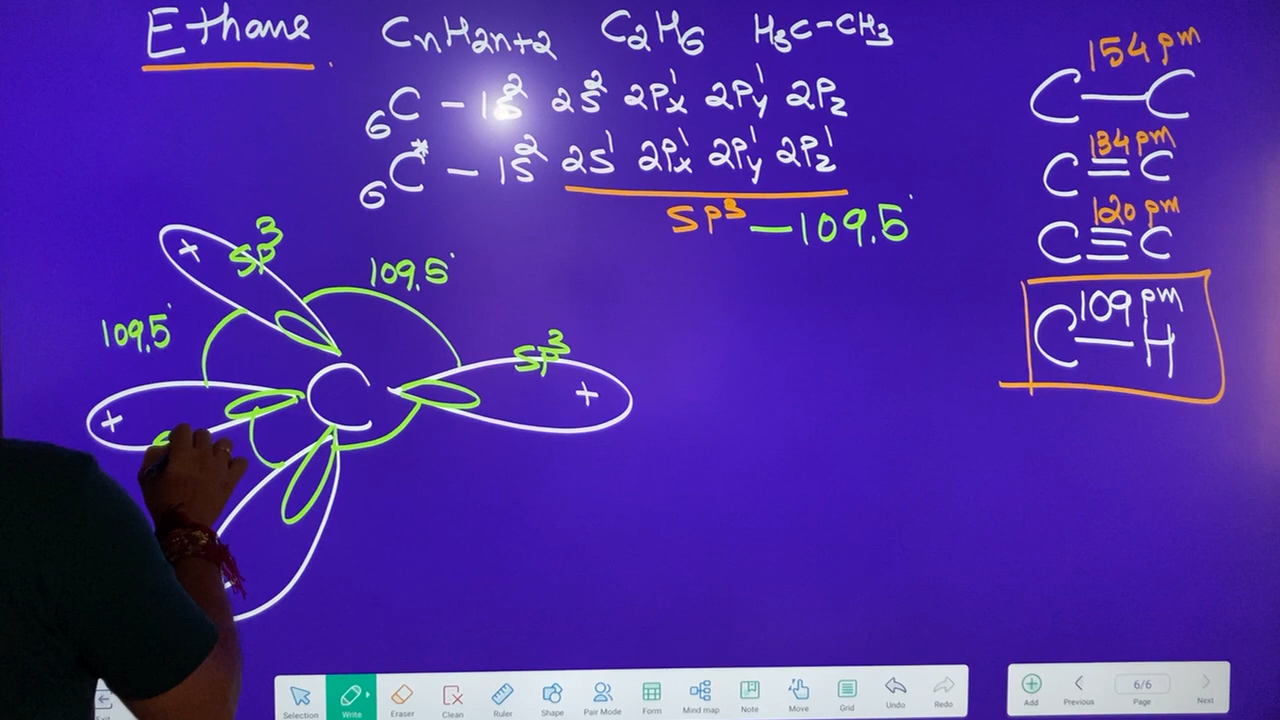 Ethane CnH2n+2 C2H6 H3C-CH3
6C - 1s² 2s² 2Px¹ 2Py¹ 2Pz
6C* - 1s² 2s¹ 2Px¹ 2Py¹ 2Pz¹
sp³ - 109.5°
154 pm
C-C
134 pm
C=C
120 pm
C≡C
109 pm
C-H
+ sp³
109.5°
109.5°
sp³
+
+
C
Selection Write Eraser Clean Ruler Shape Pair Mode Form Mind map Note Move Grid Undo Redo
Add Previous 6/6 Page Next